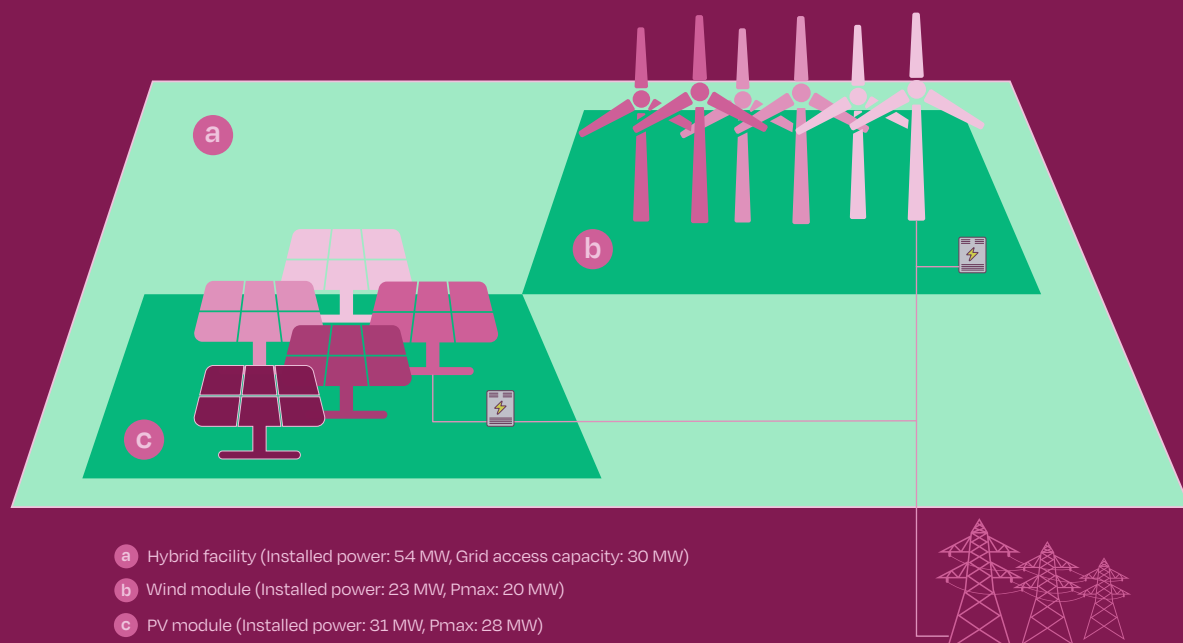 a
b
c
a Hybrid facility (Installed power: 54 MW, Grid access capacity: 30 MW)
b Wind module (Installed power: 23 MW, Pmax: 20 MW)
c PV module (Installed power: 31 MW, Pmax: 28 MW)